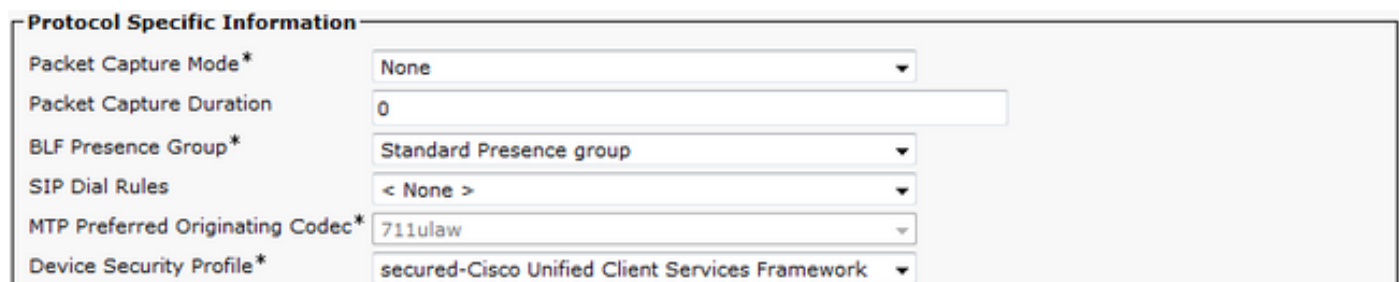 Protocol Specific Information
Packet Capture Mode* None
Packet Capture Duration 0
BLF Presence Group* Standard Presence group
SIP Dial Rules < None >
MTP Preferred Originating Codec* 711ulaw
Device Security Profile* secured-Cisco Unified Client Services Framework